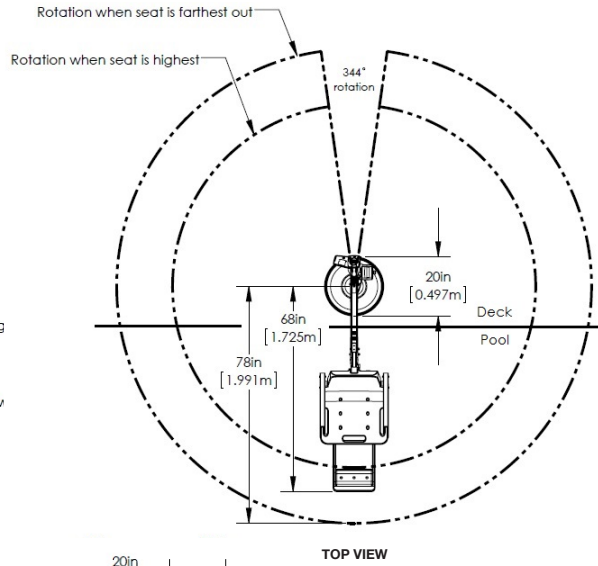 Rotation when seat is farthest out
Rotation when seat is highest
344°
rotation
20in
[0.497m]
Deck
Pool
68in
[1.725m]
78in
[1.991m]
TOP VIEW
20in